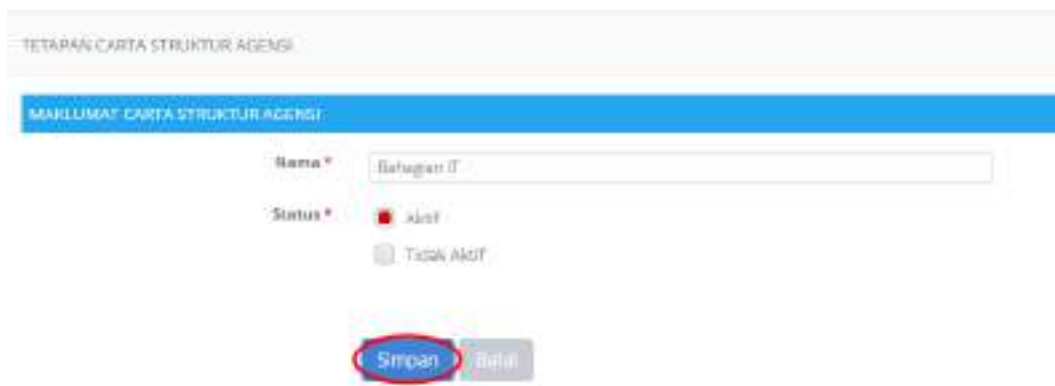 TETAPAN CARTA STRUKTUR AGENSI
MAKLUMAT CARTA STRUKTUR AGENSI
Nama *
Bahagian IT
Status *
Aktif
Tidak Aktif
Simpan Batal